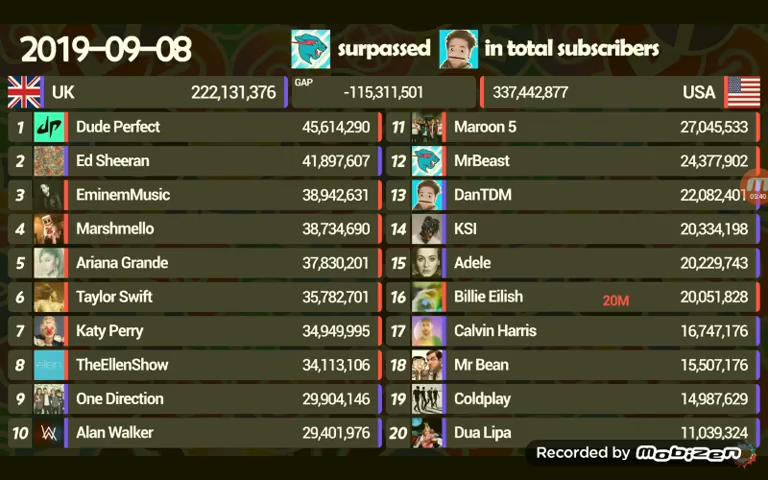 2019-09-08 surpassed in total subscribers
UK 222,131,376 GAP -115,311,501 337,442,877 USA
1 dp Dude Perfect 45,614,290
2 Ed Sheeran 41,897,607
3 EminemMusic 38,942,631
4 Marshmello 38,734,690
5 Ariana Grande 37,830,201
6 Taylor Swift 35,782,701
7 Katy Perry 34,949,995
8 ellen TheEllenShow 34,113,106
9 One Direction 29,904,146
10 Alan Walker 29,401,976
11 Maroon 5 27,045,533
12 MrBeast 24,377,902
13 DanTDM 22,082,401
05:40
14 KSI 20,334,198
15 Adele 20,229,743
16 Billie Eilish 20M 20,051,828
17 Calvin Harris 16,747,176
18 Mr Bean 15,507,176
19 Coldplay 14,987,629
20 Dua Lipa 11,039,324
Recorded by Mobizen